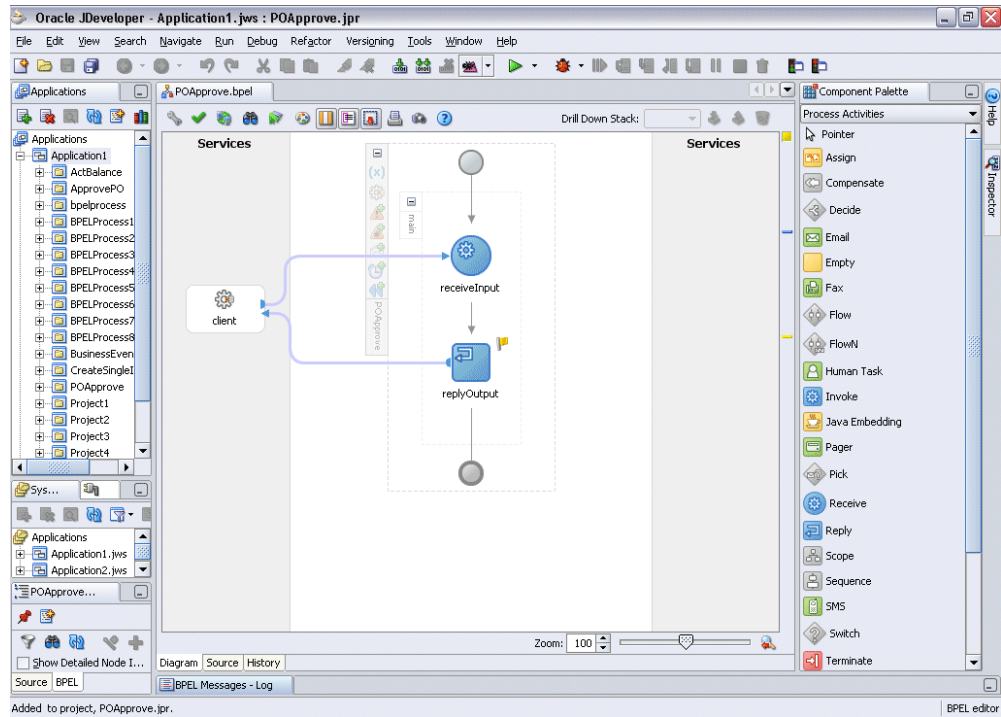 Oracle JDeveloper - Application1.jws : POApprove.jpr
File Edit View Search Navigate Run Debug Refactor Versioning Tools Window Help
Applications
POApprove.bpel
Component Palette
Help
Inspector
Drill Down Stack:
Process Activities
Applications
Application1
ActBalance
ApprovePO
bpelprocess
BPELProcess1
BPELProcess2
BPELProcess3
BPELProcess4
BPELProcess5
BPELProcess6
BPELProcess7
BPELProcess8
BusinessEven
CreateSingleI
POApprove
Project1
Project2
Project3
Project4
Sys...
Applications
Application1.jws
Application2.jws
POApprove...
Show Detailed Node I...
Source BPEL
Services
Services
(x)
main
POApprove
receiveInput
client
replyOutput
Zoom: 100
Diagram Source History
BPEL Messages - Log
Pointer
Assign
Compensate
Decide
Email
Empty
Fax
Flow
FlowN
Human Task
Invoke
Java Embedding
Pager
Pick
Receive
Reply
Scope
Sequence
SMS
Switch
Terminate
Added to project, POApprove.jpr.
BPEL editor